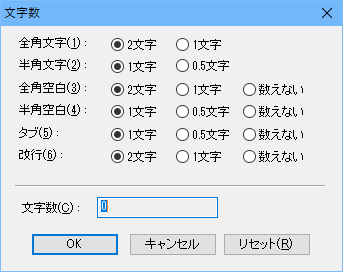 文字数
全角文字(1): 2文字 1文字
半角文字(2): 1文字 0.5文字
全角空白(3): 2文字 1文字 数えない
半角空白(4): 1文字 0.5文字 数えない
タブ(5): 1文字 0.5文字 数えない
改行(6): 2文字 1文字 数えない
文字数(C): 0
OK キャンセル リセット(R)